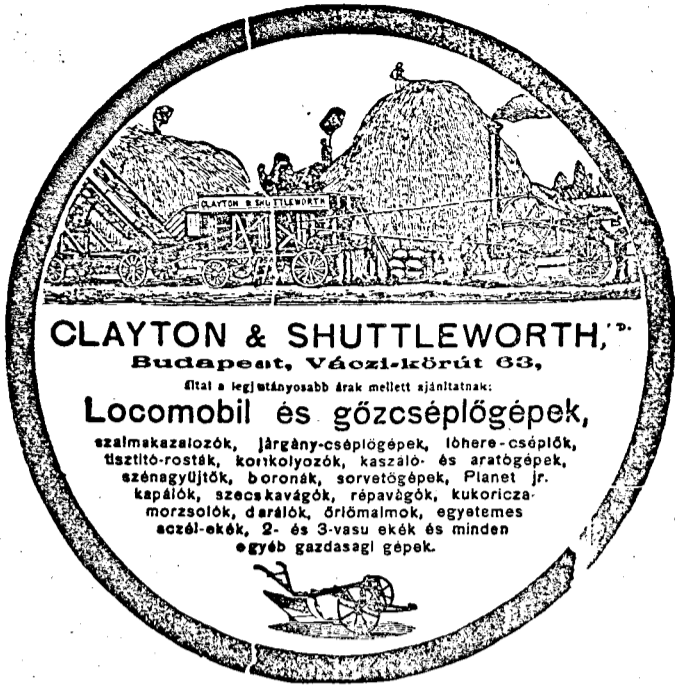 CLAYTON & SHUTTLEWORTH
CLAYTON & SHUTTLEWORTH,
Budapest, Váczi-körút 63,
által a legjutányosabb árak mellett ajánltatnak:
Locomobil és gőzcséplőgépek,
szalmakazalozók, járgány-cséplőgépek, lóhere-cséplők,
tisztító-rosták, konkolyozók, kaszáló- és aratógépek,
szénagyűjtők, boronák, sorvetőgépek, Planet jr.
kapálók, szecskavágók, répavágók, kukoricza-
morzsolók, darálók, őrlőmalmok, egyetemes
aczél-ekék, 2- és 3-vasu ekék és minden
egyéb gazdasagi gépek.